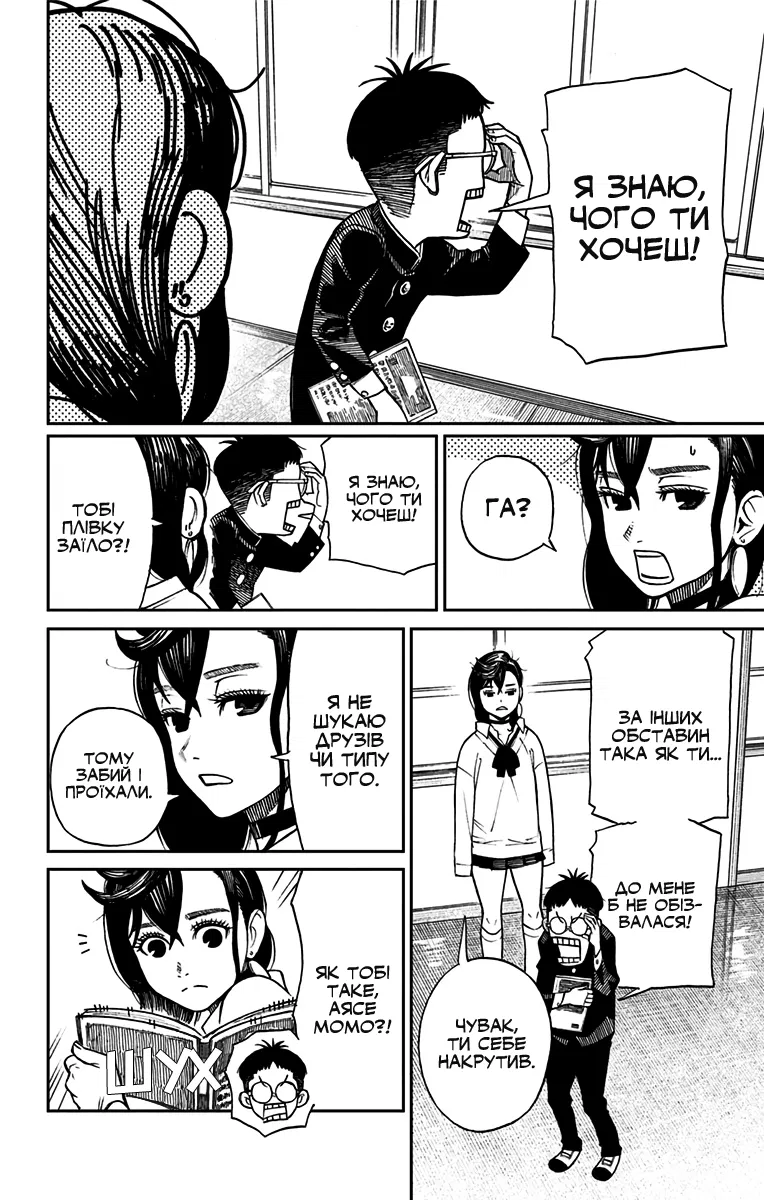 Я ЗНАЮ,
ЧОГО ТИ
ХОЧЕШ!
ГА?
Я ЗНАЮ,
ЧОГО ТИ
ХОЧЕШ!
ТОБІ
ПЛІВКУ
ЗАЇЛО?!
ЗА ІНШИХ
ОБСТАВИН
ТАКА ЯК ТИ...
ДО МЕНЕ
Б НЕ ОБІЗ-
ВАЛАСЯ!
ЧУВАК,
ТИ СЕБЕ
НАКРУТИВ.
Я НЕ
ШУКАЮ
ДРУЗІВ
ЧИ ТИПУ
ТОГО.
ТОМУ
ЗАБИЙ І
ПРОЇХАЛИ.
ЯК ТОБІ
ТАКЕ,
АЯСЕ
МОМО?!
ШУХ